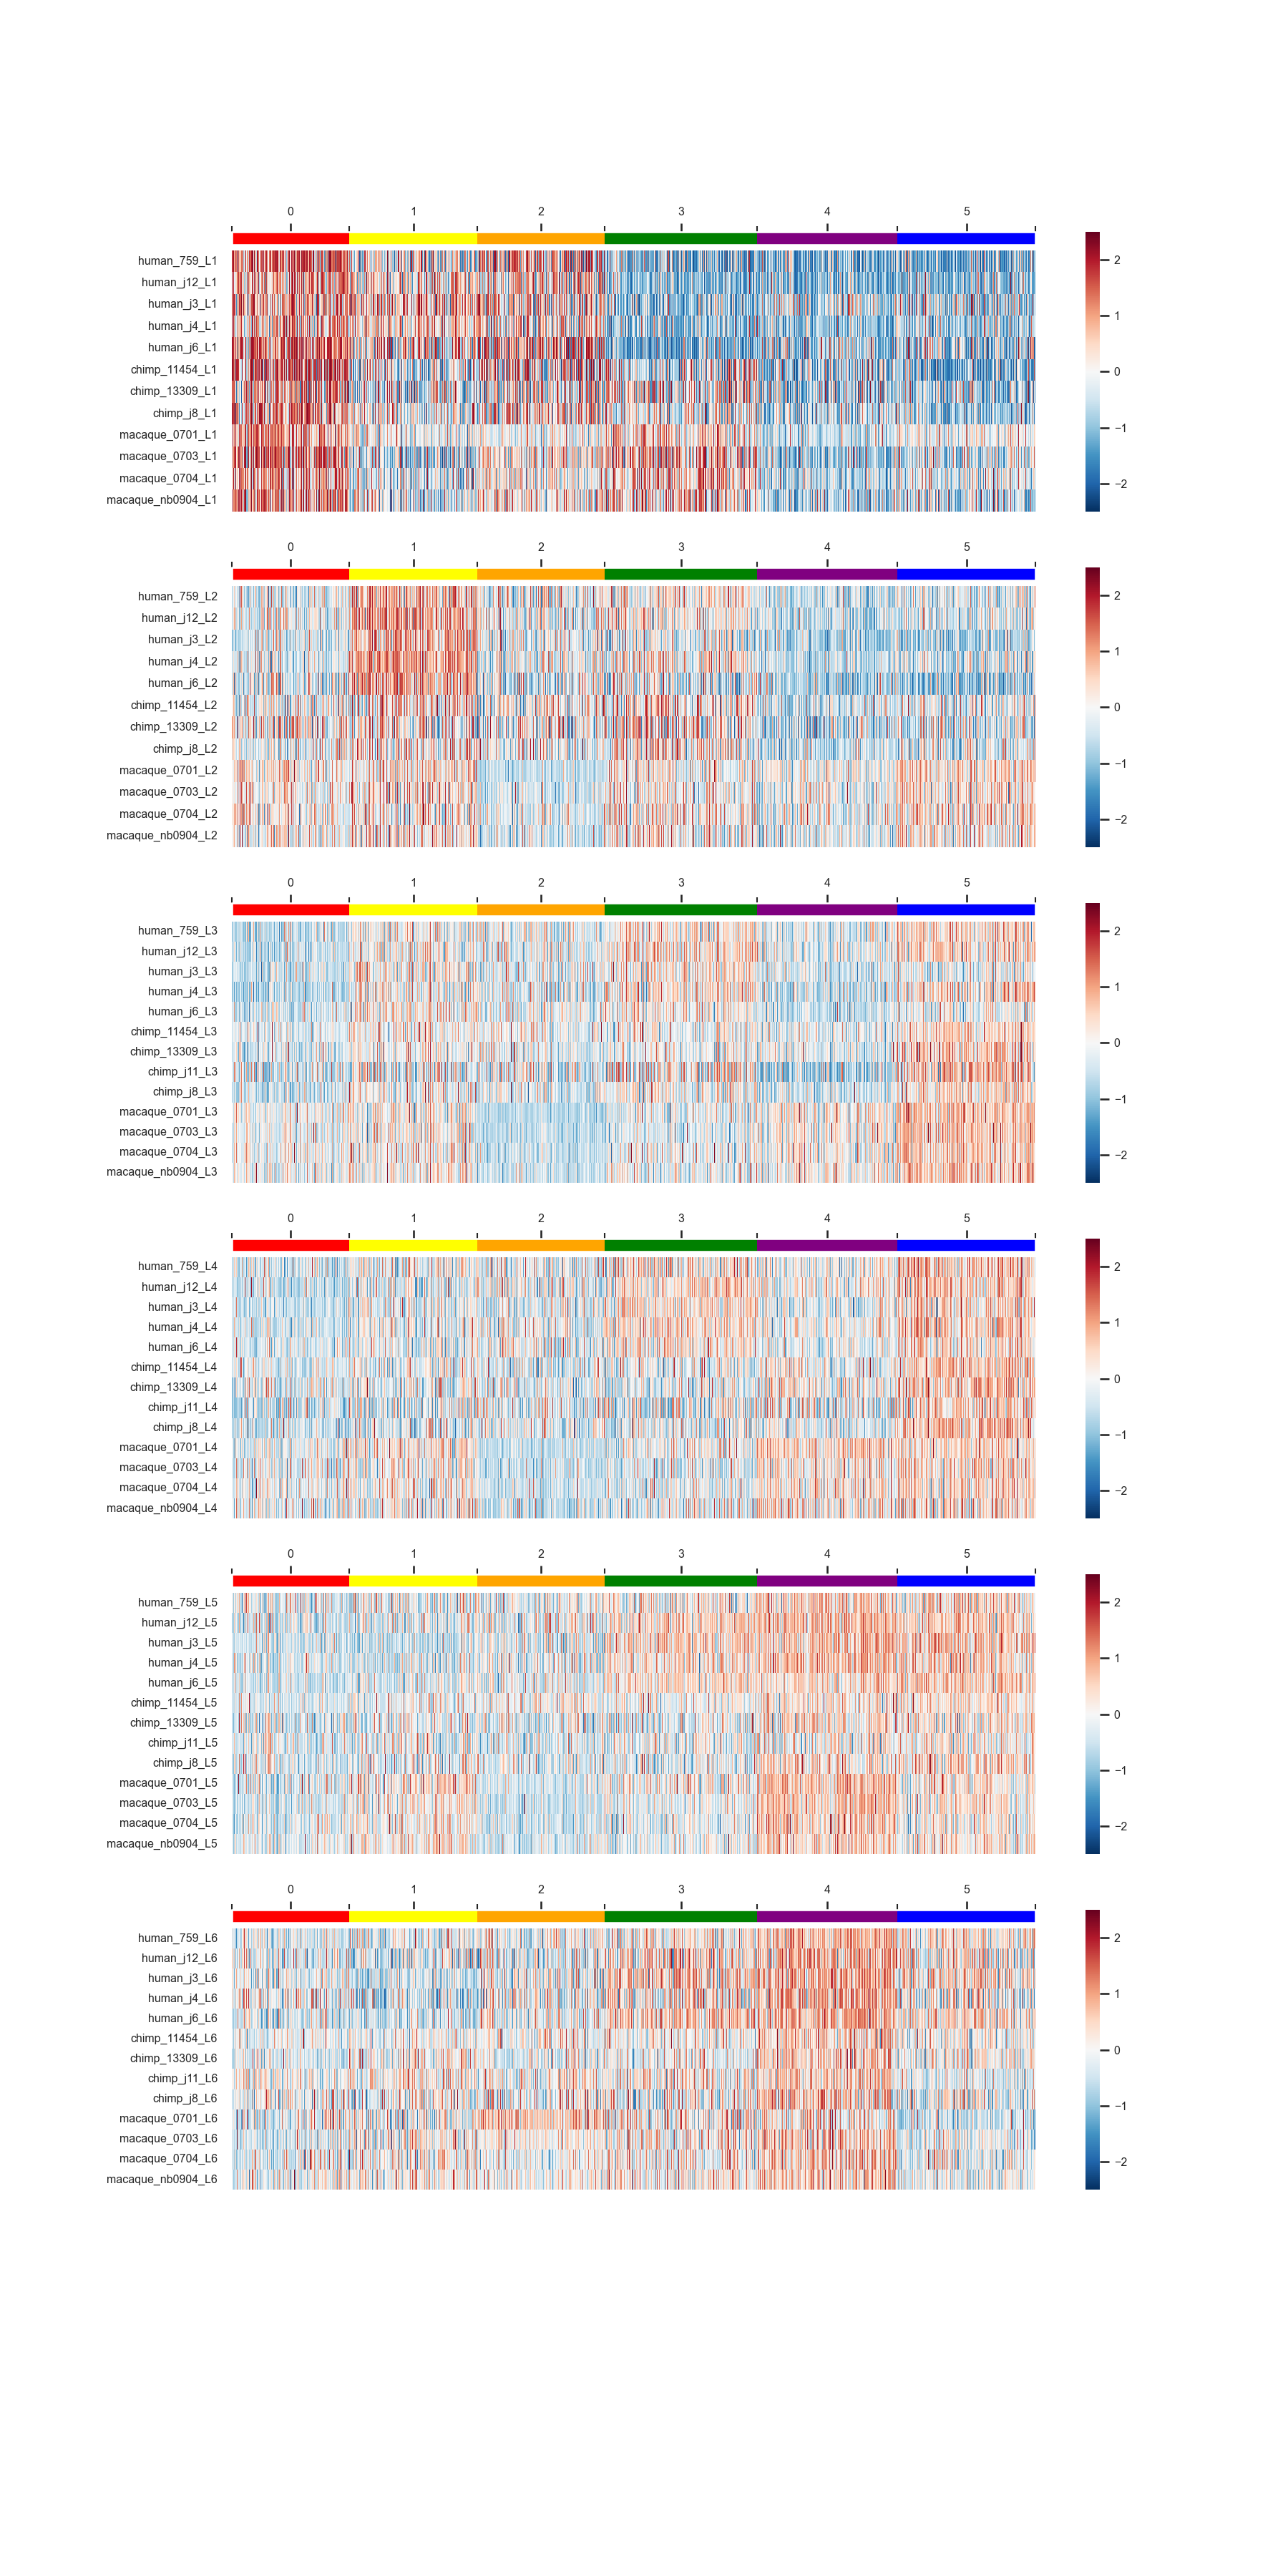 0 1 2 3 4 5
human_759_L1
human_j12_L1
human_j3_L1
human_j4_L1
human_j6_L1
chimp_11454_L1
chimp_13309_L1
chimp_j8_L1
macaque_0701_L1
macaque_0703_L1
macaque_0704_L1
macaque_nb0904_L1
2
1
0
−1
−2
0 1 2 3 4 5
human_759_L2
human_j12_L2
human_j3_L2
human_j4_L2
human_j6_L2
chimp_11454_L2
chimp_13309_L2
chimp_j8_L2
macaque_0701_L2
macaque_0703_L2
macaque_0704_L2
macaque_nb0904_L2
2
1
0
−1
−2
0 1 2 3 4 5
human_759_L3
human_j12_L3
human_j3_L3
human_j4_L3
human_j6_L3
chimp_11454_L3
chimp_13309_L3
chimp_j11_L3
chimp_j8_L3
macaque_0701_L3
macaque_0703_L3
macaque_0704_L3
macaque_nb0904_L3
2
1
0
−1
−2
0 1 2 3 4 5
human_759_L4
human_j12_L4
human_j3_L4
human_j4_L4
human_j6_L4
chimp_11454_L4
chimp_13309_L4
chimp_j11_L4
chimp_j8_L4
macaque_0701_L4
macaque_0703_L4
macaque_0704_L4
macaque_nb0904_L4
2
1
0
−1
−2
0 1 2 3 4 5
human_759_L5
human_j12_L5
human_j3_L5
human_j4_L5
human_j6_L5
chimp_11454_L5
chimp_13309_L5
chimp_j11_L5
chimp_j8_L5
macaque_0701_L5
macaque_0703_L5
macaque_0704_L5
macaque_nb0904_L5
2
1
0
−1
−2
0 1 2 3 4 5
human_759_L6
human_j12_L6
human_j3_L6
human_j4_L6
human_j6_L6
chimp_11454_L6
chimp_13309_L6
chimp_j11_L6
chimp_j8_L6
macaque_0701_L6
macaque_0703_L6
macaque_0704_L6
macaque_nb0904_L6
2
1
0
−1
−2